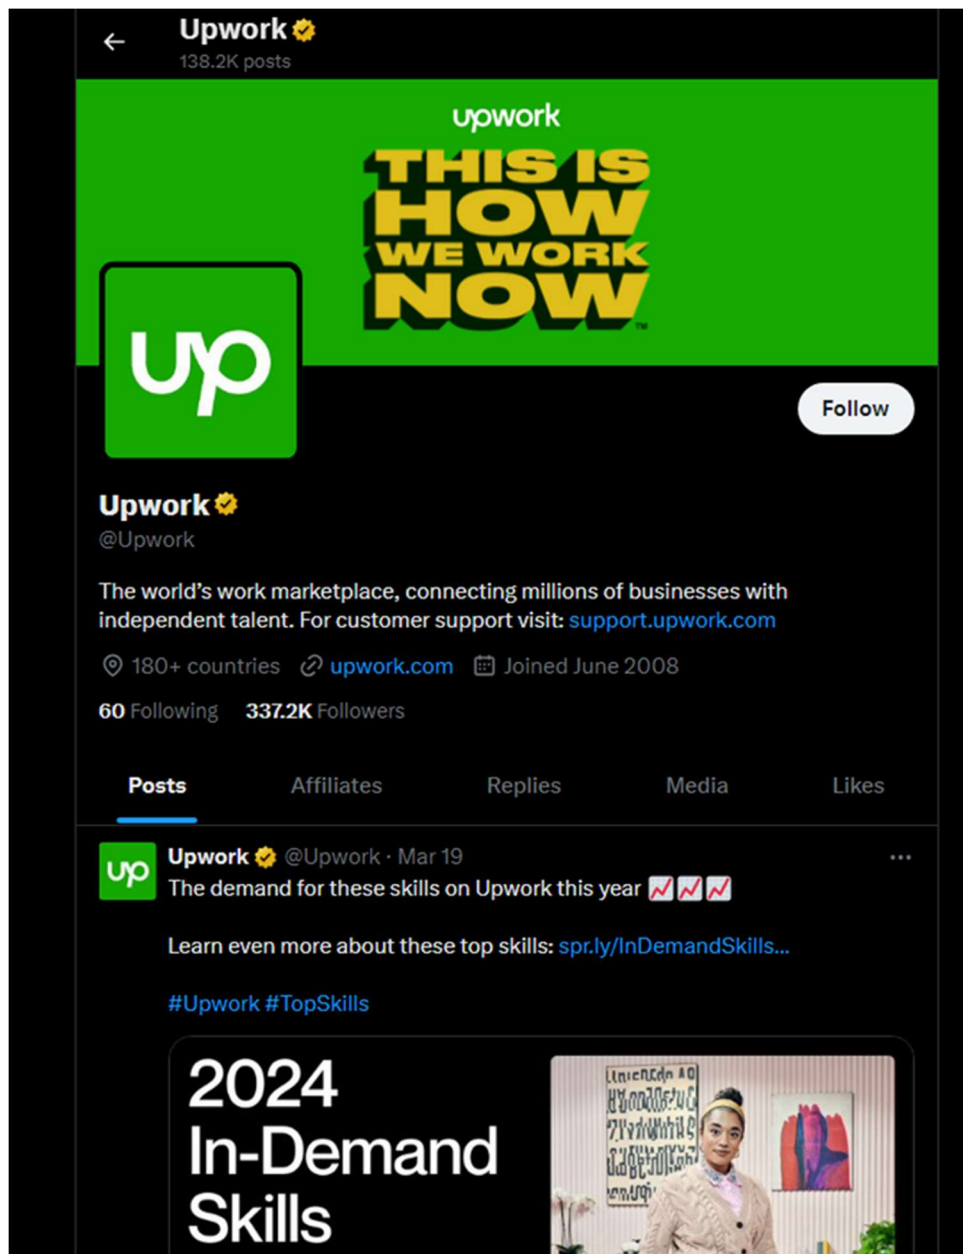 Upwork
138.2K posts
upwork
THIS IS
HOW
WE WORK
NOW
TM
up
Follow
Upwork
@Upwork
The world’s work marketplace, connecting millions of businesses with
independent talent. For customer support visit: support.upwork.com
180+ countries upwork.com Joined June 2008
60 Following 337.2K Followers
Posts Affiliates Replies Media Likes
up
Upwork @Upwork · Mar 19
The demand for these skills on Upwork this year 📈📈📈
Learn even more about these top skills: spr.ly/InDemandSkills...
#Upwork #TopSkills
2024
In-Demand
Skills